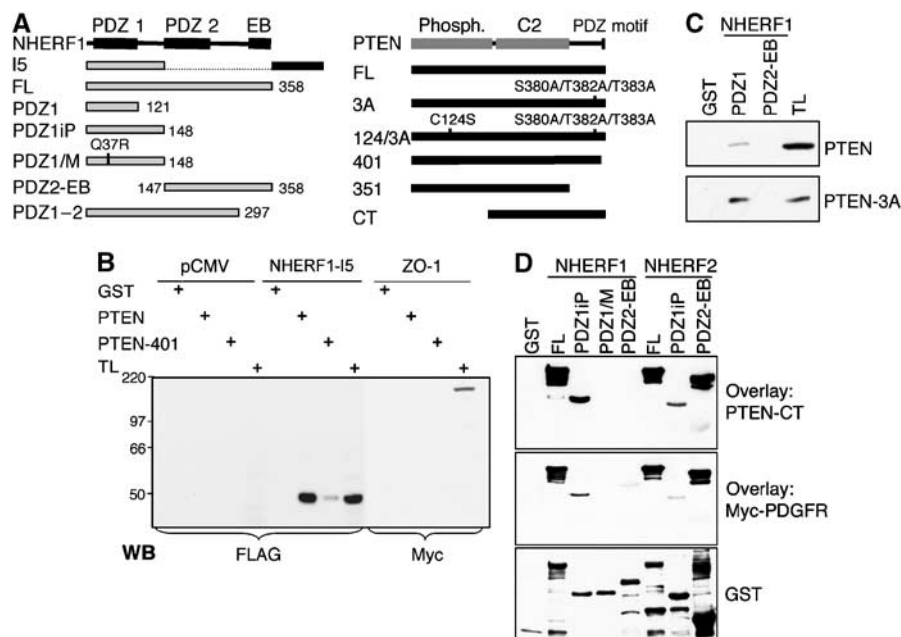 A
PDZ 1 PDZ 2 EB
NHERF1
I5
FL 358
PDZ1 121
PDZ1iP 148
Q37R
PDZ1/M 148
PDZ2-EB 147 358
PDZ1–2 297
Phosph. C2 PDZ motif
PTEN
FL
S380A/T382A/T383A
3A
C124S S380A/T382A/T383A
124/3A
401
351
CT
C
NHERF1
GST PDZ1 PDZ2-EB TL
PTEN
PTEN-3A
B
pCMV NHERF1-I5 ZO-1
GST + + +
PTEN + + +
PTEN-401 + + +
TL + + +
220
97
66
50
WB FLAG Myc
D
NHERF1 NHERF2
GST FL PDZ1iP PDZ1/M PDZ2-EB FL PDZ1iP PDZ2-EB
Overlay:
PTEN-CT
Overlay:
Myc-PDGFR
GST